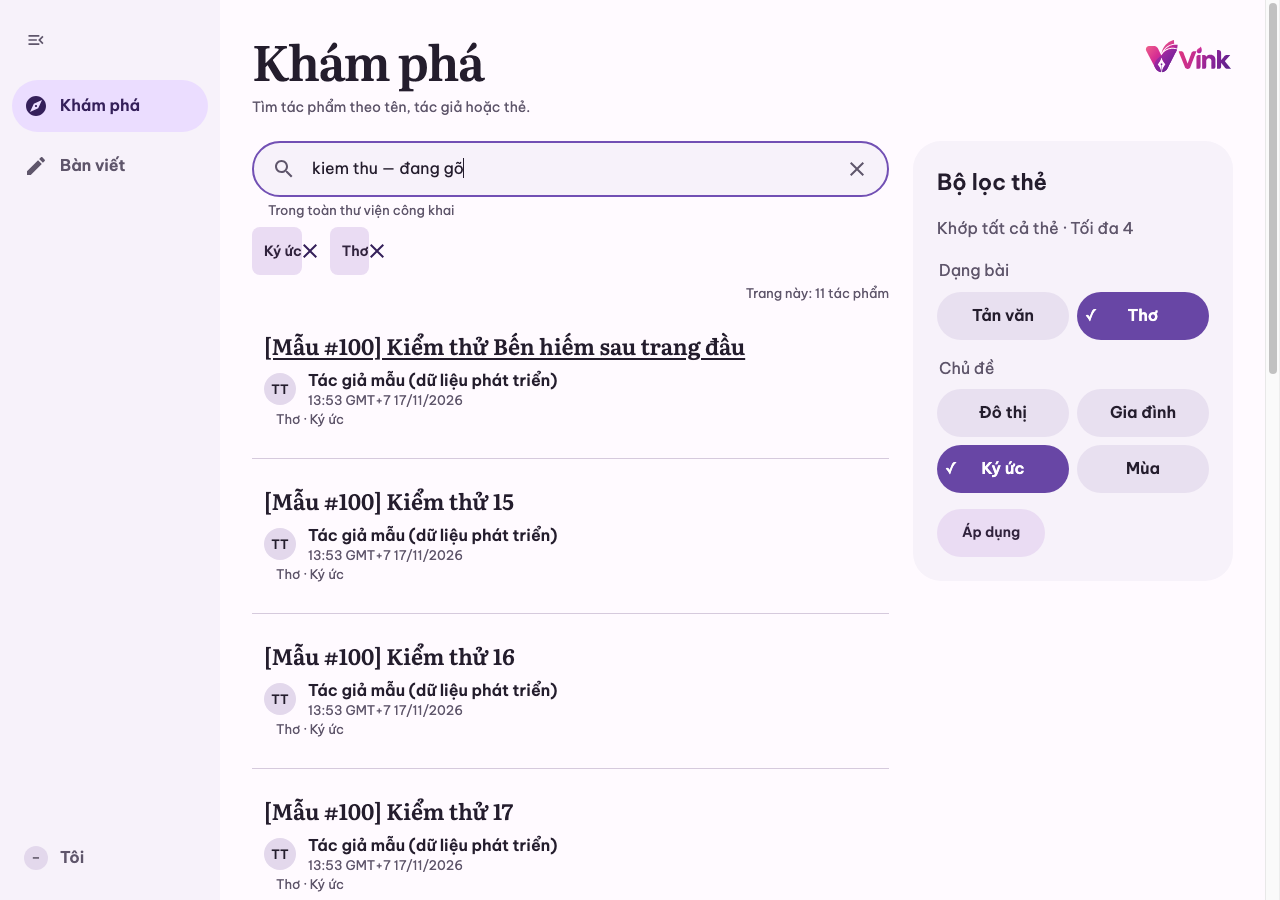 Khám phá
Bàn viết
Tôi
Khám phá
Tìm tác phẩm theo tên, tác giả hoặc thẻ.
Vink
kiem thu — đang gõ
Trong toàn thư viện công khai
Ký ức
Thơ
Trang này: 11 tác phẩm
[Mẫu #100] Kiểm thử Bến hiếm sau trang đầu
TT
Tác giả mẫu (dữ liệu phát triển)
13:53 GMT+7 17/11/2026
Thơ · Ký ức
[Mẫu #100] Kiểm thử 15
TT
Tác giả mẫu (dữ liệu phát triển)
13:53 GMT+7 17/11/2026
Thơ · Ký ức
[Mẫu #100] Kiểm thử 16
TT
Tác giả mẫu (dữ liệu phát triển)
13:53 GMT+7 17/11/2026
Thơ · Ký ức
[Mẫu #100] Kiểm thử 17
TT
Tác giả mẫu (dữ liệu phát triển)
13:53 GMT+7 17/11/2026
Thơ · Ký ức
Bộ lọc thẻ
Khớp tất cả thẻ · Tối đa 4
Dạng bài
Tản văn
✓ Thơ
Chủ đề
Đô thị
Gia đình
✓ Ký ức
Mùa
Áp dụng